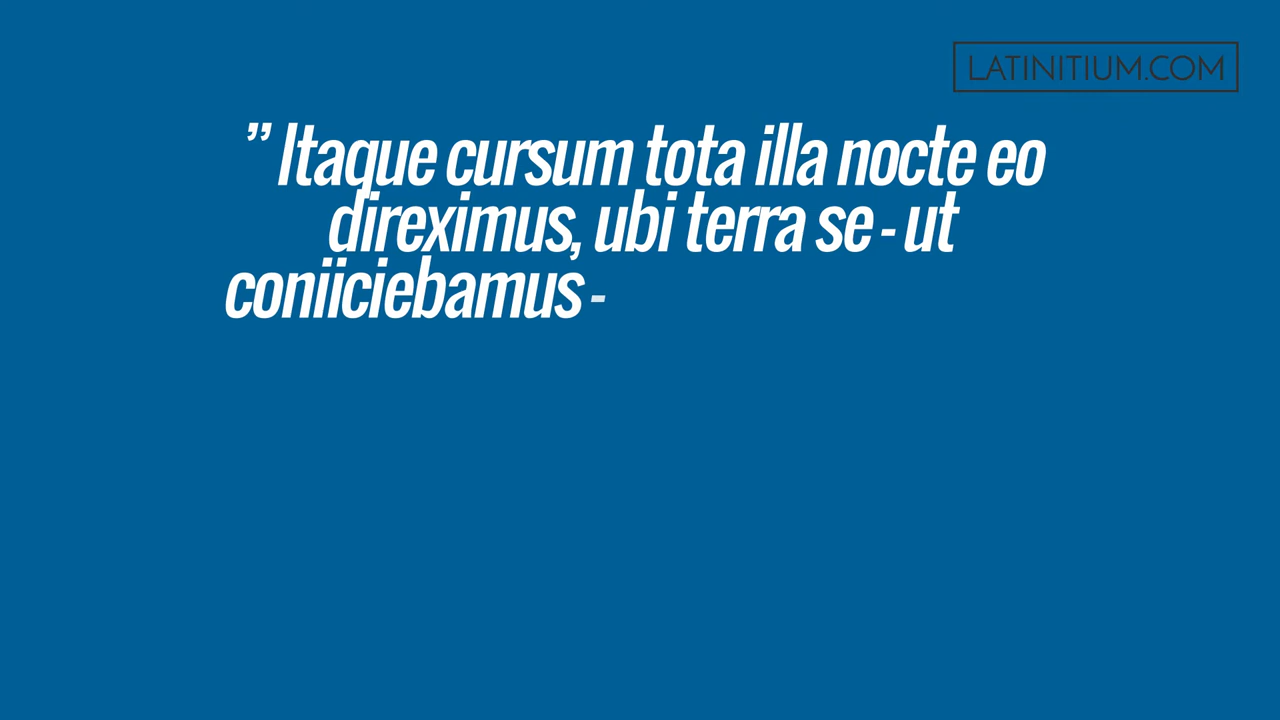 LATINITIUM.COM
” Itaque cursum tota illa nocte eo
direximus, ubi terra se - ut
coniiciebamus -